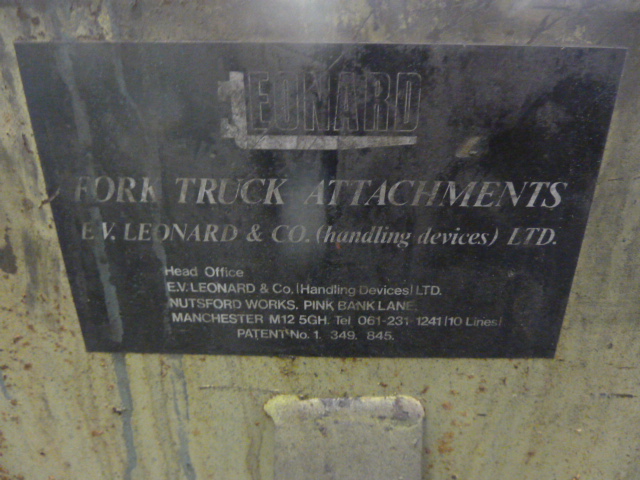 LEONARD
FORK TRUCK ATTACHMENTS
E.V. LEONARD & CO. (handling devices) LTD.
Head Office
E.V. LEONARD & Co. (Handling Devices) LTD.
NUTSFORD WORKS, PINK BANK LANE,
MANCHESTER M12 5GH. Tel 061-231-1241 (10 Lines)
PATENT No. 1. 349. 845.